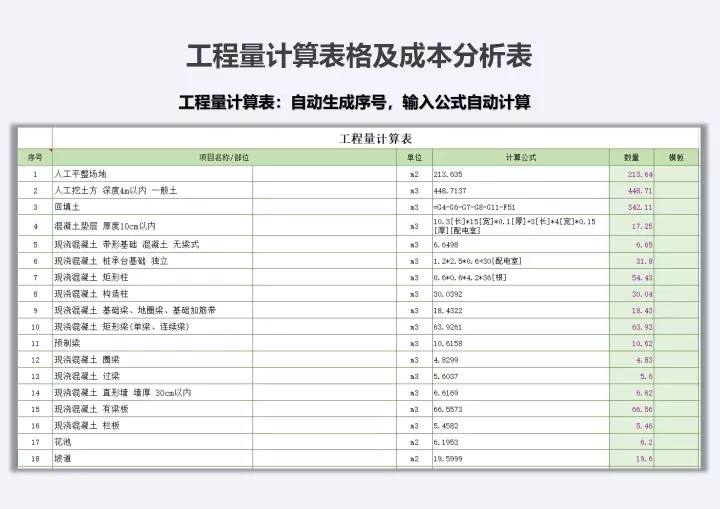 工程量计算表格及成本分析表
工程量计算表：自动生成序号，输入公式自动计算
工程量计算表
序号 项目名称/部位 单位 计算公式 数量 模板
1 人工平整场地 m2 213.635 213.64
2 人工挖土方 深度4m以内 一般土 m3 448.7137 448.71
3 回填土 m3 =G4-G6-G7-G8-G11-F51 342.11
4 混凝土垫层 厚度10cm以内 m3 10.3[长]*15[宽]*0.1[厚]+3[长]*4[宽]*0.15
[厚][配电室] 17.25
5 现浇混凝土 带形基础 混凝土 无梁式 m3 6.6498 6.65
6 现浇混凝土 桩承台基础 独立 m3 1.2*2.5*0.6+30[配电室] 31.8
7 现浇混凝土 矩形柱 m3 0.6*0.6*4.2*36[根] 54.43
8 现浇混凝土 构造柱 m3 30.0392 30.04
9 现浇混凝土 基础梁、地圈梁、基础加筋带 m3 18.4322 18.43
10 现浇混凝土 矩形梁(单梁、连续梁) m3 63.9261 63.93
11 预制梁 m3 10.6158 10.62
12 现浇混凝土 圈梁 m3 4.8299 4.83
13 现浇混凝土 过梁 m3 5.6037 5.6
14 现浇混凝土 直形墙 墙厚 30cm以内 m3 6.6169 6.62
15 现浇混凝土 有梁板 m3 66.5573 66.56
16 现浇混凝土 栏板 m3 5.4582 5.46
17 花池 m2 6.1953 6.2
18 坡道 m2 19.5999 19.6